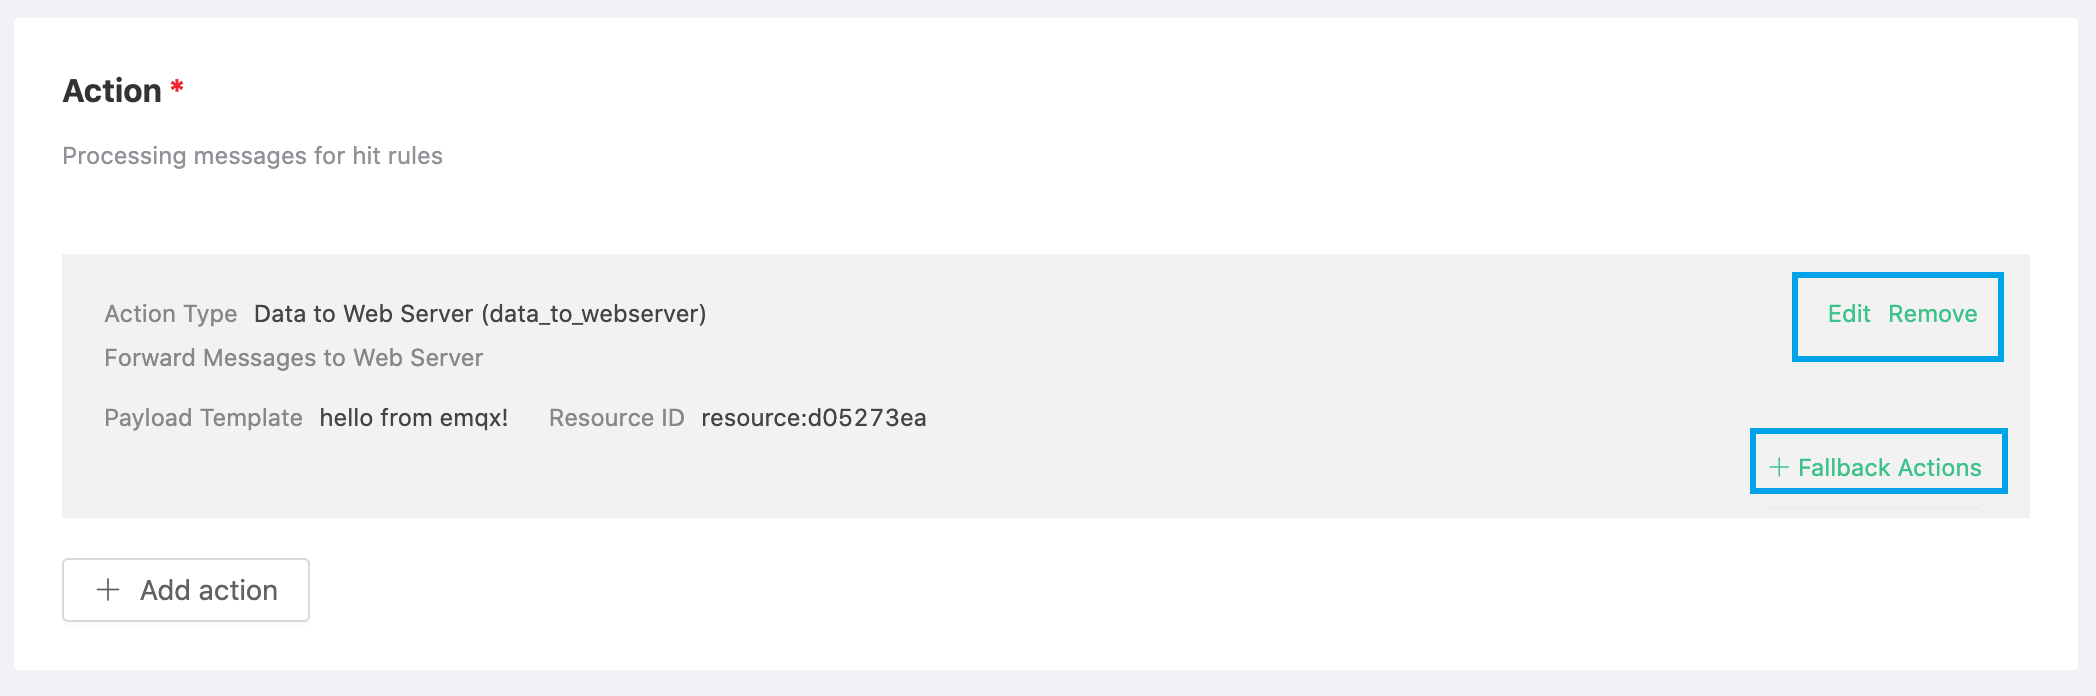 Action *
Processing messages for hit rules
Action Type Data to Web Server (data_to_webserver)
Edit Remove
Forward Messages to Web Server
Payload Template hello from emqx! Resource ID resource:d05273ea
+ Fallback Actions
+ Add action